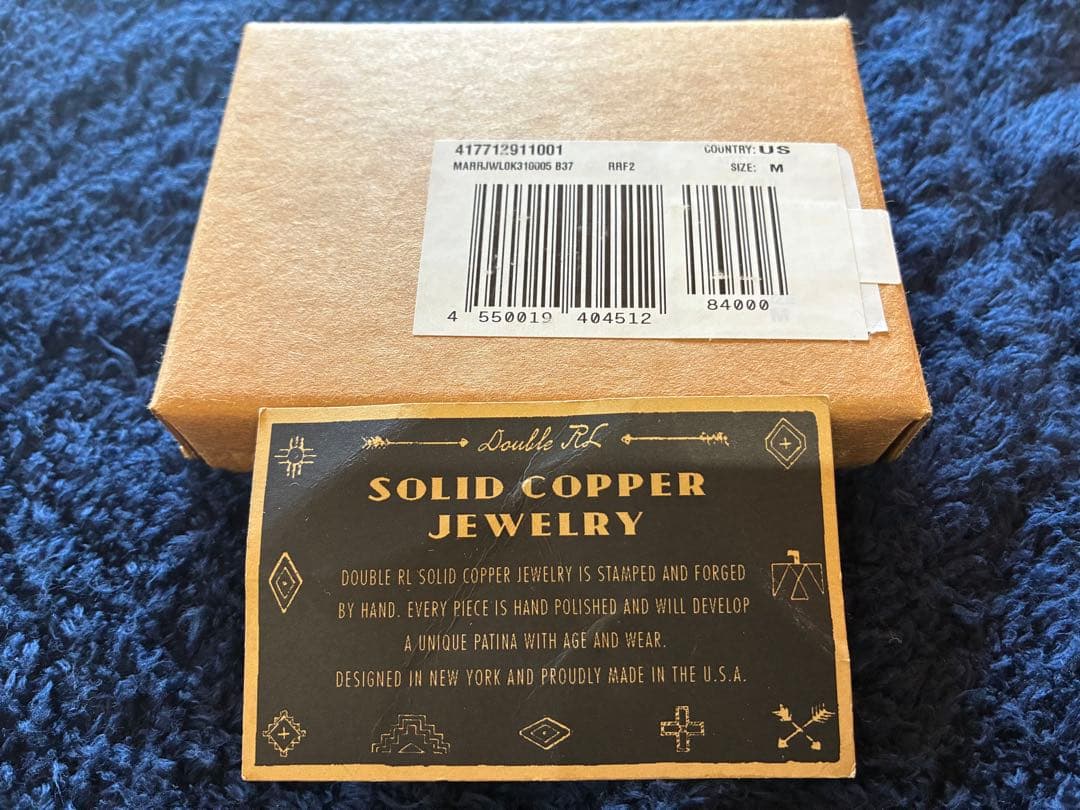 417712911001 COUNTRY: US
MARRJWLOK310005 B37 RRF2 SIZE: M
4 550019 404512 84000
Double RL
SOLID COPPER
JEWELRY
DOUBLE RL SOLID COPPER JEWELRY IS STAMPED AND FORGED
BY HAND. EVERY PIECE IS HAND POLISHED AND WILL DEVELOP
A UNIQUE PATINA WITH AGE AND WEAR.
DESIGNED IN NEW YORK AND PROUDLY MADE IN THE U.S.A.